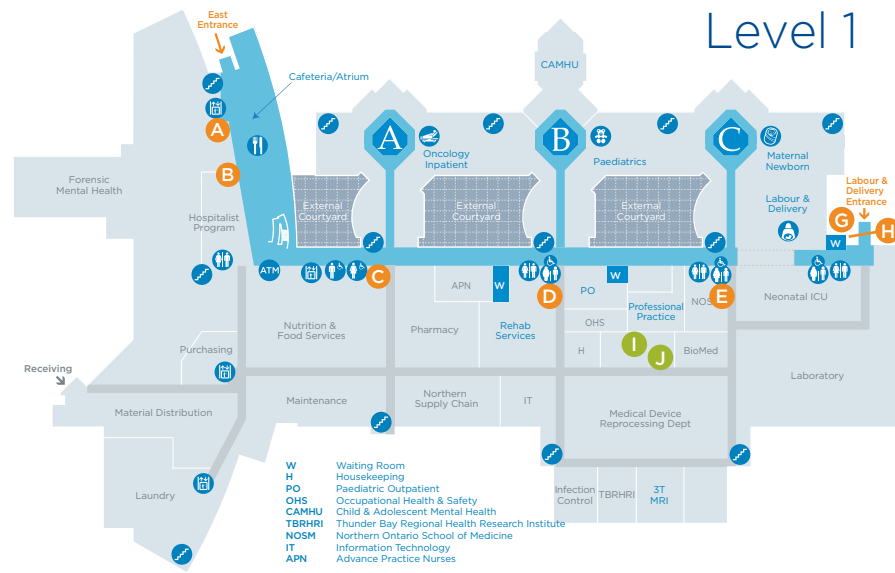 Level 1
East
Entrance
Cafeteria/Atrium
CAMHU
A
B
C
A
Oncology
Inpatient
Paediatrics
Maternal
Newborn
B
Forensic
Mental Health
Hospitalist
Program
External
Courtyard
External
Courtyard
External
Courtyard
Labour &
Delivery
Labour &
Delivery
Entrance
G
H
W
ATM
C
APN
W
D
PO
W
Professional
Practice
NOS
E
Neonatal ICU
Nutrition &
Food Services
Pharmacy
Rehab
Services
OHS
H
I
J
BioMed
Purchasing
Receiving
Laboratory
Material Distribution
Maintenance
Northern
Supply Chain
IT
Medical Device
Reprocessing Dept
Laundry
Infection
Control
TBRHRI
3T
MRI
W Waiting Room
H Housekeeping
PO Paediatric Outpatient
OHS Occupational Health & Safety
CAMHU Child & Adolescent Mental Health
TBRHRI Thunder Bay Regional Health Research Institute
NOSM Northern Ontario School of Medicine
IT Information Technology
APN Advance Practice Nurses